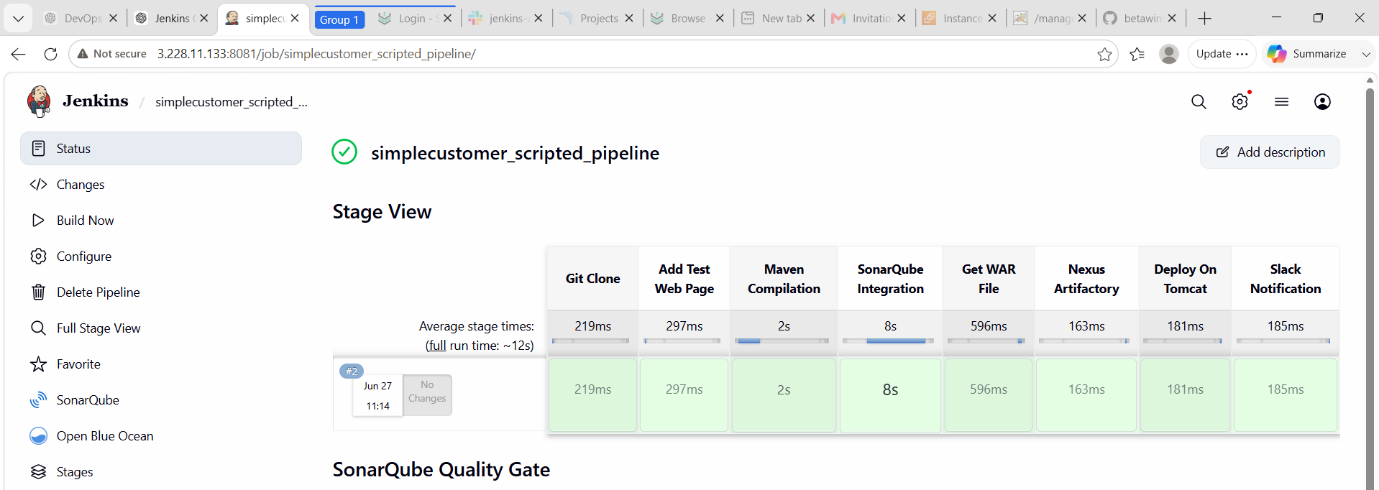 DevOps
Jenkins (
simplecu
Group 1
Login - S
jenkins-
Projects
Browse
New tab
Invitatio
Instance
/manag
betawin
Not secure
3.228.11.133:8081/job/simplecustomer_scripted_pipeline/
Update
Summarize
Jenkins / simplecustomer_scripted_...
Status
Changes
Build Now
Configure
Delete Pipeline
Full Stage View
Favorite
SonarQube
Open Blue Ocean
Stages
simplecustomer_scripted_pipeline
Add description
Stage View
Git Clone
Add Test
Web Page
Maven
Compilation
SonarQube
Integration
Get WAR
File
Nexus
Artifactory
Deploy On
Tomcat
Slack
Notification
Average stage times:
(full run time: ~12s)
219ms 297ms 2s 8s 596ms 163ms 181ms 185ms
#2
Jun 27
11:14
No
Changes
219ms 297ms 2s 8s 596ms 163ms 181ms 185ms
SonarQube Quality Gate